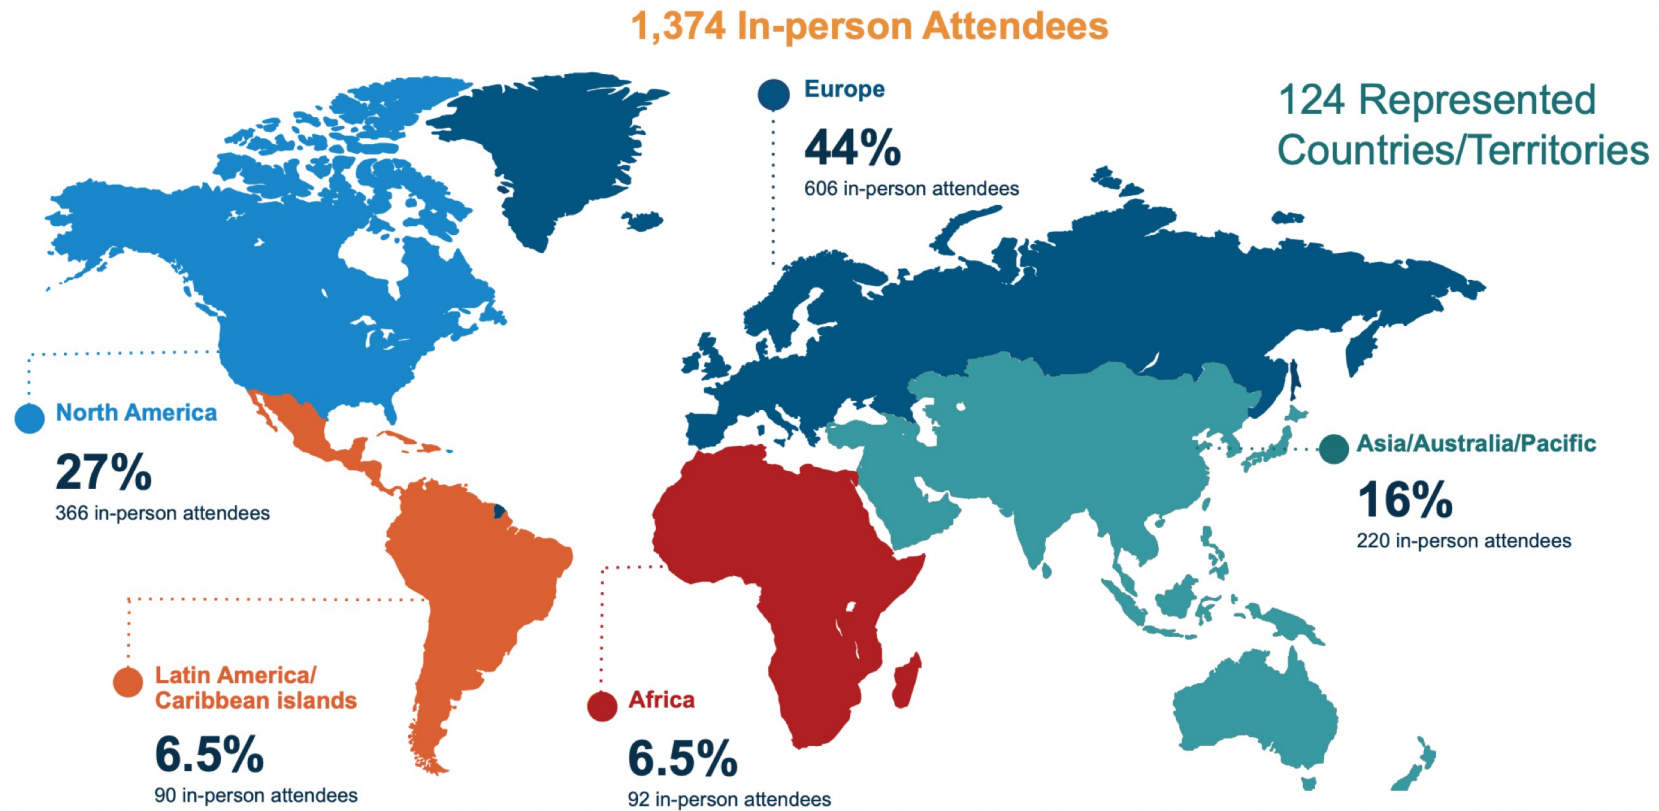 1,374 In-person Attendees
Europe
44%
606 in-person attendees
124 Represented
Countries/Territories
North America
27%
366 in-person attendees
Asia/Australia/Pacific
16%
220 in-person attendees
Latin America/
Caribbean islands
6.5%
90 in-person attendees
Africa
6.5%
92 in-person attendees